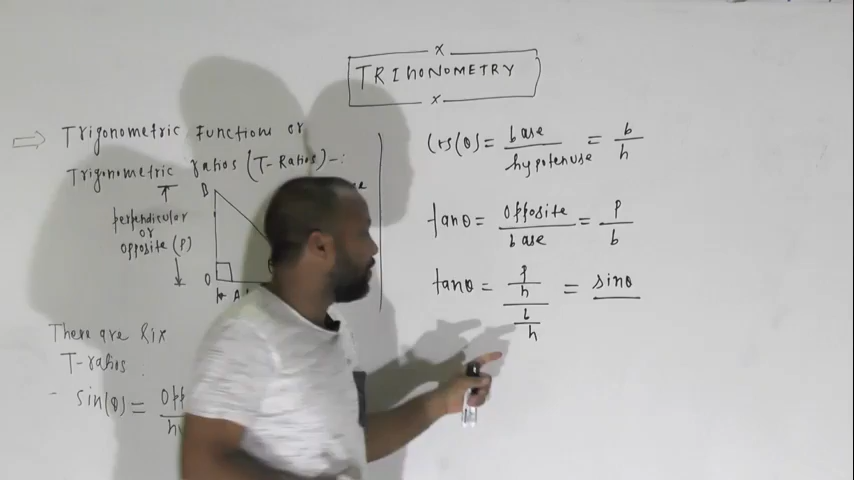 x
TRIGONOMETRY
x
Trigonometric Functions or
Trigonometric ratios (T-Ratios) -:
B
perpendicular
or
opposite (P)
O
A
There are Six
T-ratios
- sin(θ) = Opp
hy
Cos(θ) = base / hypotenuse = b / h
tanθ = Opposite / base = P / b
tanθ = P / h / b / h = sinθ